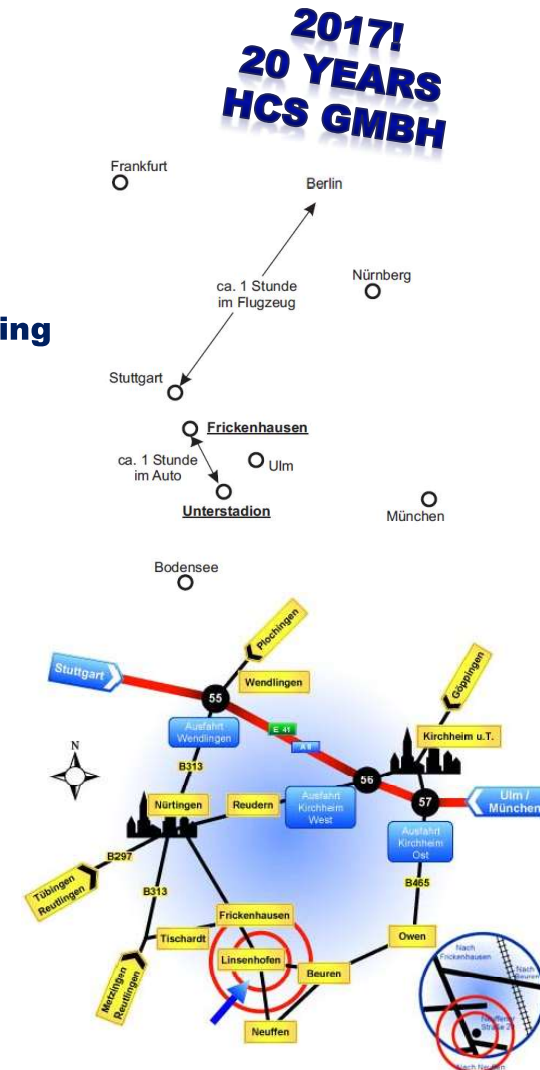 2017!
20 YEARS
HCS GMBH
Frankfurt
Berlin
ca. 1 Stunde
im Flugzeug
Nürnberg
ing
Stuttgart
Frickenhausen
ca. 1 Stunde
im Auto
Ulm
Unterstadion
München
Bodensee
Plochingen
Stuttgart
Wendlingen
Göppingen
55
Ausfahrt
Wendlingen
E 41
A 8
Kirchheim u.T.
N
B313
56
57
Ulm /
München
Nürtingen
Reudern
Ausfahrt
Kirchheim
West
Ausfahrt
Kirchheim
Ost
B297
Tübingen
Reutlingen
B313
B465
Frickenhausen
Tischardt
Owen
Linsenhofen
Beuren
Metzingen
Reutlingen
Neuffen
Nach
Frickenhausen
Nach
Beuren
Neuffener
Straße 29
Nach Neuffen